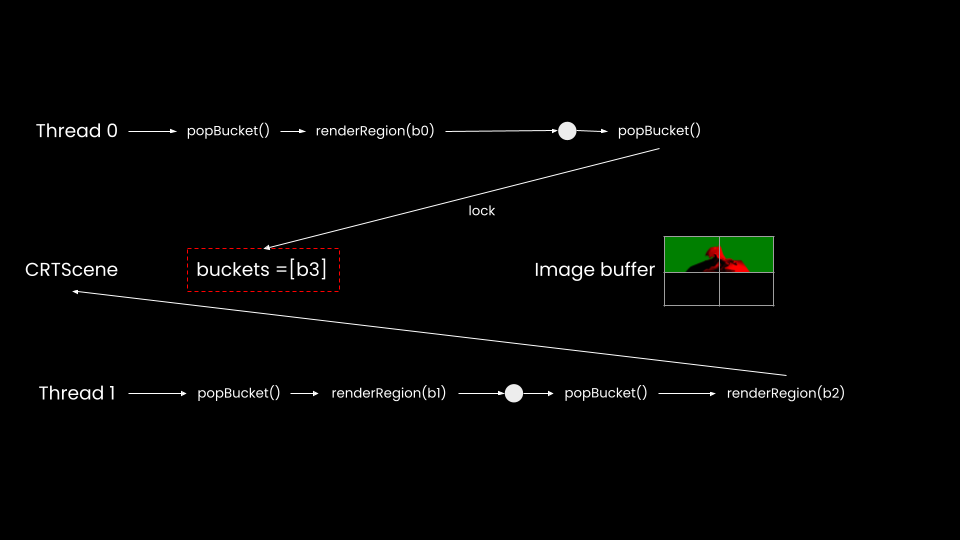 Thread 0 popBucket() renderRegion(b0) popBucket()
lock
CRTScene buckets =[b3] Image buffer
Thread 1 popBucket() renderRegion(b1) popBucket() renderRegion(b2)